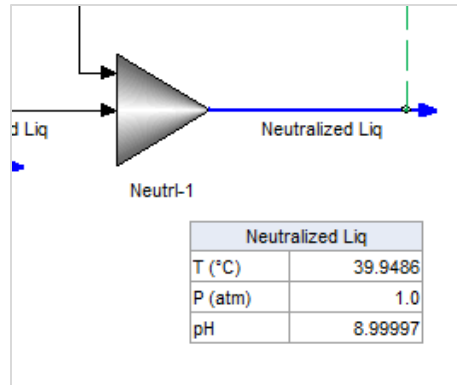 d Liq
Neutralized Liq
Neutrl-1
Neutralized Liq
T (°C) 39.9486
P (atm) 1.0
pH 8.99997